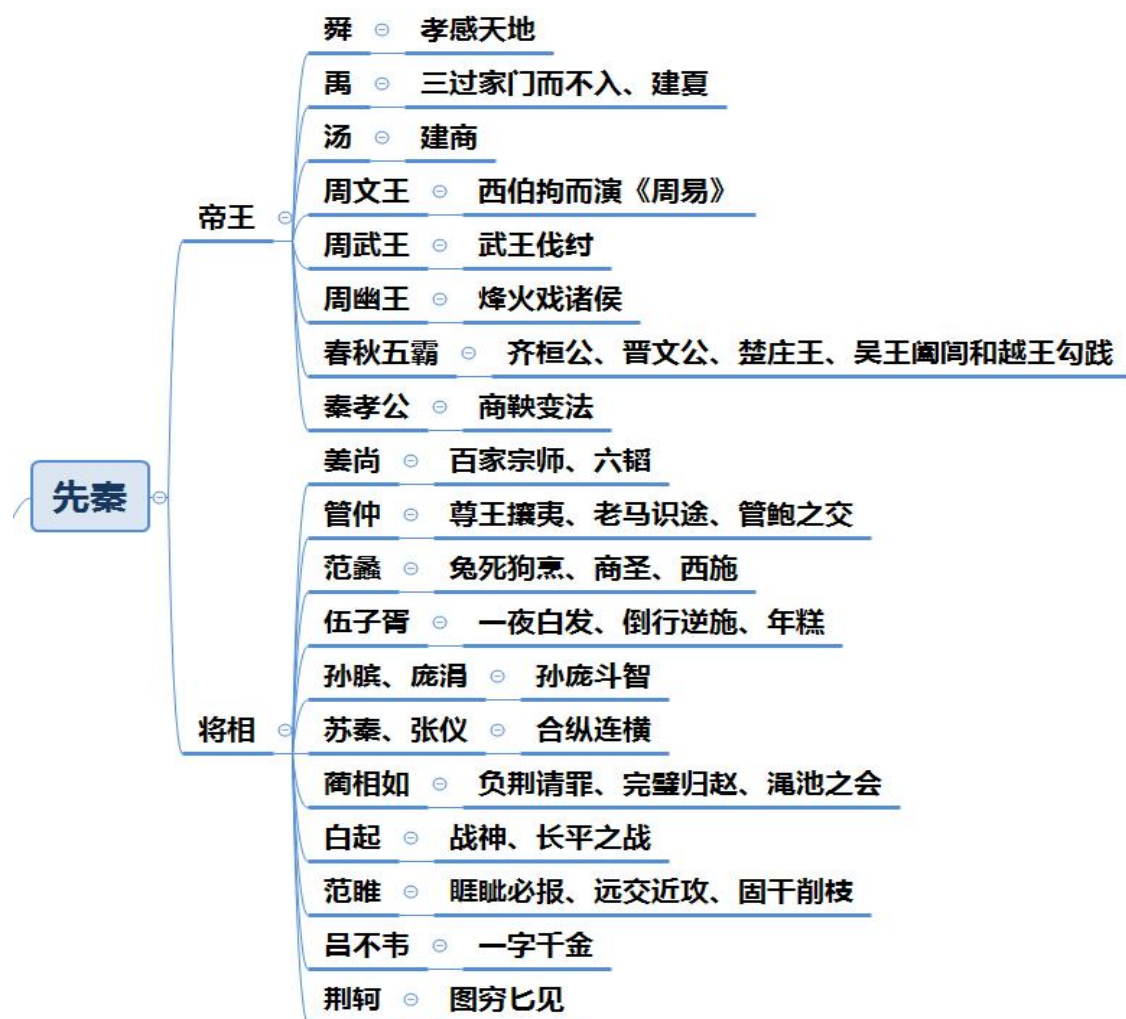 先秦
帝王
舜 孝感天地
禹 三过家门而不入、建夏
汤 建商
周文王 西伯拘而演《周易》
周武王 武王伐纣
周幽王 烽火戏诸侯
春秋五霸 齐桓公、晋文公、楚庄王、吴王阖闾和越王勾践
秦孝公 商鞅变法
将相
姜尚 百家宗师、六韬
管仲 尊王攘夷、老马识途、管鲍之交
范蠡 兔死狗烹、商圣、西施
伍子胥 一夜白发、倒行逆施、年糕
孙膑、庞涓 孙庞斗智
苏秦、张仪 合纵连横
蔺相如 负荆请罪、完璧归赵、渑池之会
白起 战神、长平之战
范睢 睚眦必报、远交近攻、固干削枝
吕不韦 一字千金
荆轲 图穷匕见